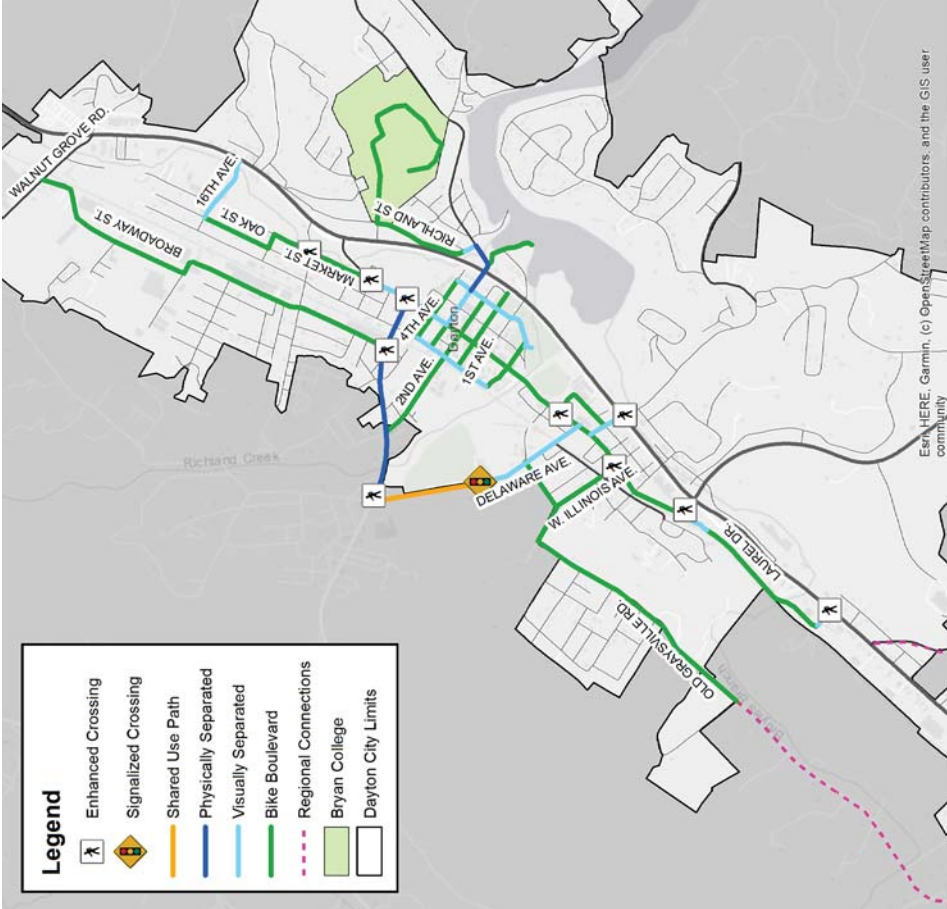 WALNUT GROVE RD.
16TH AVE.
OAK ST.
BROADWAY ST.
MARKET ST.
RICHLAND ST.
4TH AVE.
Dayton
2ND AVE.
1ST AVE.
Richland Creek
DELAWARE AVE.
W. ILLINOIS AVE.
LAUREL DR.
OLD GRAYSVILLE RD.
Legend
Enhanced Crossing
Signalized Crossing
Shared Use Path
Physically Separated
Visually Separated
Bike Boulevard
Regional Connections
Bryan College
Dayton City Limits
Esri, HERE, Garmin, (c) OpenStreetMap contributors, and the GIS user
community